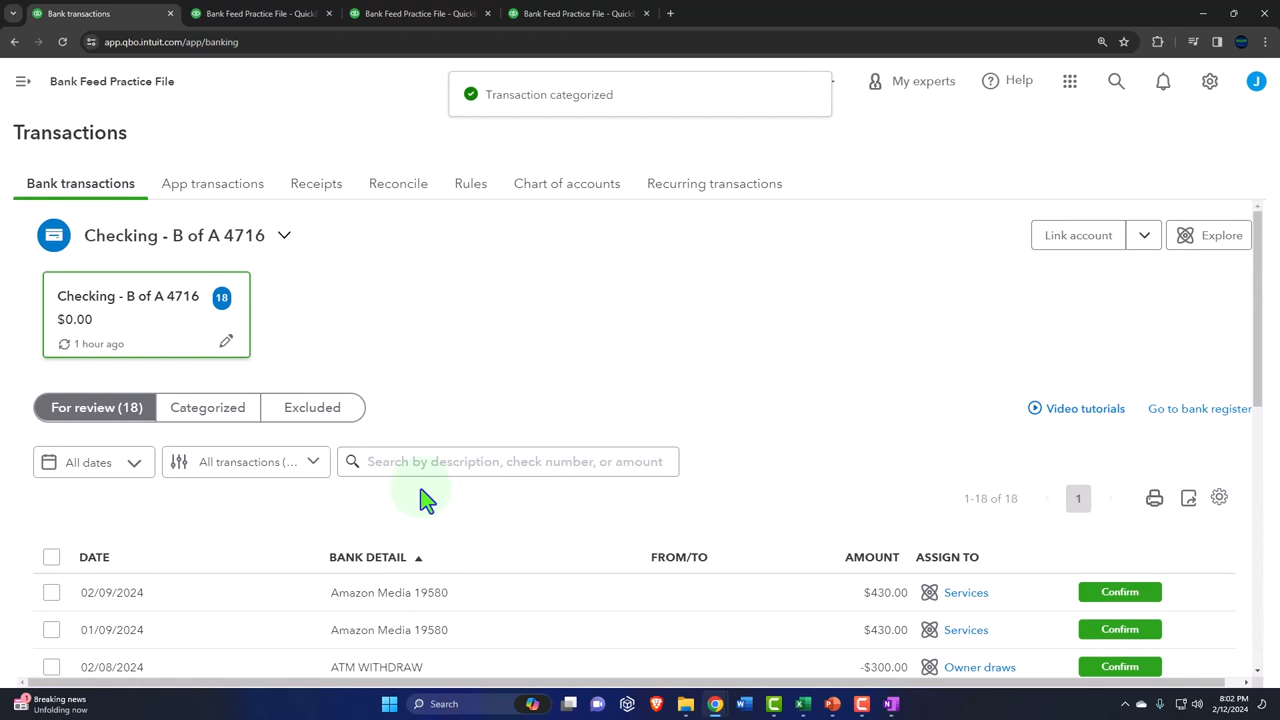 Bank transactions
Bank Feed Practice File – Quick
Bank Feed Practice File - Quick
Bank Feed Practice File - Quick
app.qbo.intuit.com/app/banking
Bank Feed Practice File
Transaction categorized
My experts
Help
J
Transactions
Bank transactions
App transactions
Receipts
Reconcile
Rules
Chart of accounts
Recurring transactions
Checking - B of A 4716
Link account
Explore
Checking - B of A 4716
18
$0.00
1 hour ago
For review (18)
Categorized
Excluded
Video tutorials
Go to bank register
All dates
All transactions (...
Search by description, check number, or amount
1-18 of 18
1
DATE
BANK DETAIL
FROM/TO
AMOUNT
ASSIGN TO
02/09/2024
Amazon Media 19580
$430.00
Services
Confirm
01/09/2024
Amazon Media 19580
$430.00
Services
Confirm
02/08/2024
ATM WITHDRAW
-$300.00
Owner draws
Confirm
Breaking news
Unfolding now
Search
8:02 PM
2/12/2024